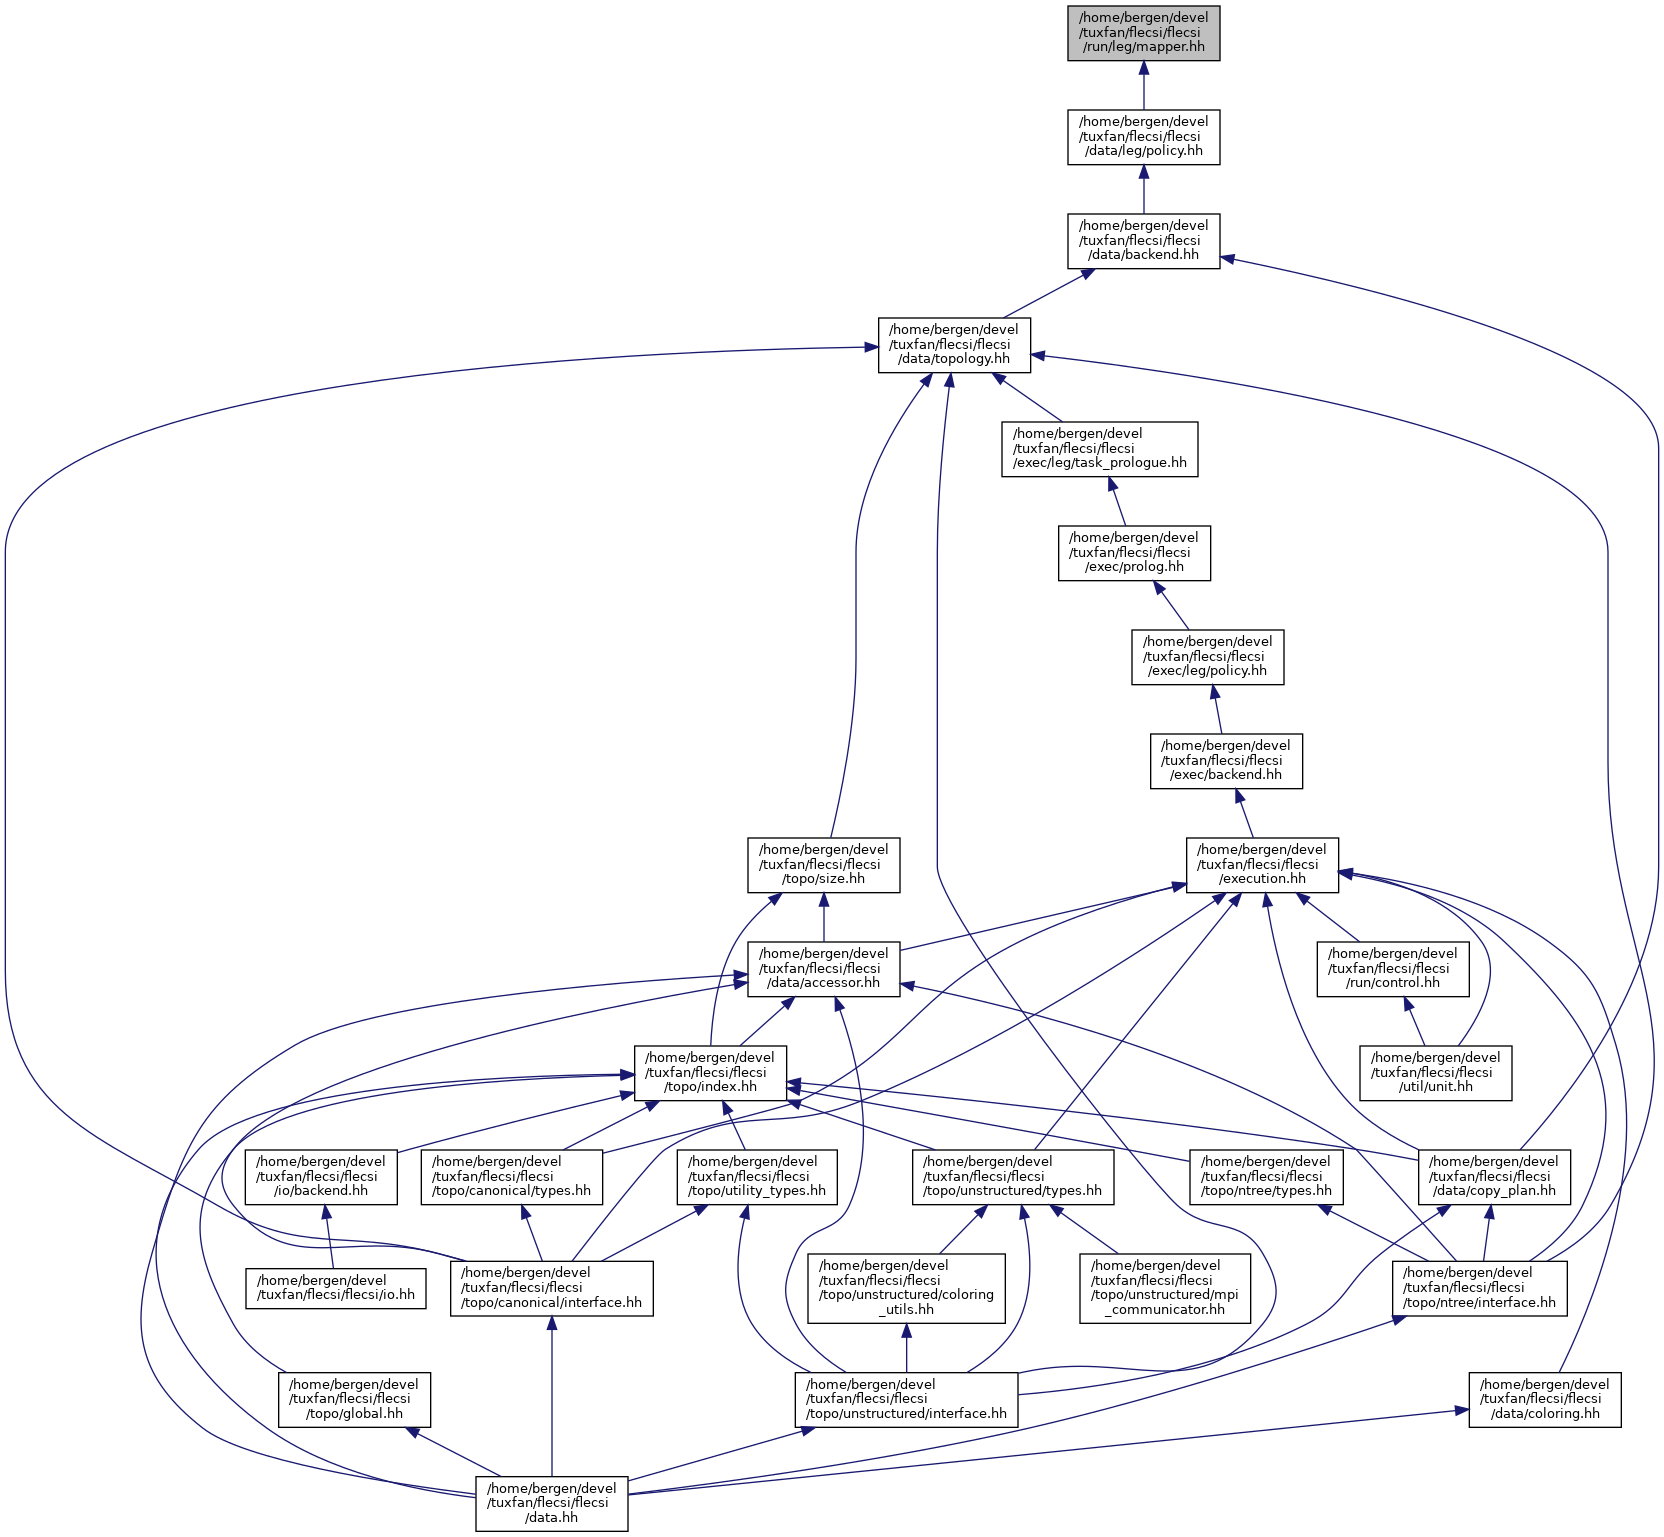 /home/bergen/devel
/tuxfan/flecsi/flecsi
/run/leg/mapper.hh
/home/bergen/devel
/tuxfan/flecsi/flecsi
/data/leg/policy.hh
/home/bergen/devel
/tuxfan/flecsi/flecsi
/data/backend.hh
/home/bergen/devel
/tuxfan/flecsi/flecsi
/data/topology.hh
/home/bergen/devel
/tuxfan/flecsi/flecsi
/exec/leg/task_prologue.hh
/home/bergen/devel
/tuxfan/flecsi/flecsi
/exec/prolog.hh
/home/bergen/devel
/tuxfan/flecsi/flecsi
/exec/leg/policy.hh
/home/bergen/devel
/tuxfan/flecsi/flecsi
/exec/backend.hh
/home/bergen/devel
/tuxfan/flecsi/flecsi
/topo/size.hh
/home/bergen/devel
/tuxfan/flecsi/flecsi
/execution.hh
/home/bergen/devel
/tuxfan/flecsi/flecsi
/data/accessor.hh
/home/bergen/devel
/tuxfan/flecsi/flecsi
/run/control.hh
/home/bergen/devel
/tuxfan/flecsi/flecsi
/topo/index.hh
/home/bergen/devel
/tuxfan/flecsi/flecsi
/util/unit.hh
/home/bergen/devel
/tuxfan/flecsi/flecsi
/io/backend.hh
/home/bergen/devel
/tuxfan/flecsi/flecsi
/topo/canonical/types.hh
/home/bergen/devel
/tuxfan/flecsi/flecsi
/topo/utility_types.hh
/home/bergen/devel
/tuxfan/flecsi/flecsi
/topo/unstructured/types.hh
/home/bergen/devel
/tuxfan/flecsi/flecsi
/topo/ntree/types.hh
/home/bergen/devel
/tuxfan/flecsi/flecsi
/data/copy_plan.hh
/home/bergen/devel
/tuxfan/flecsi/flecsi/io.hh
/home/bergen/devel
/tuxfan/flecsi/flecsi
/topo/canonical/interface.hh
/home/bergen/devel
/tuxfan/flecsi/flecsi
/topo/unstructured/coloring
_utils.hh
/home/bergen/devel
/tuxfan/flecsi/flecsi
/topo/unstructured/mpi
_communicator.hh
/home/bergen/devel
/tuxfan/flecsi/flecsi
/topo/ntree/interface.hh
/home/bergen/devel
/tuxfan/flecsi/flecsi
/topo/global.hh
/home/bergen/devel
/tuxfan/flecsi/flecsi
/topo/unstructured/interface.hh
/home/bergen/devel
/tuxfan/flecsi/flecsi
/data/coloring.hh
/home/bergen/devel
/tuxfan/flecsi/flecsi
/data.hh